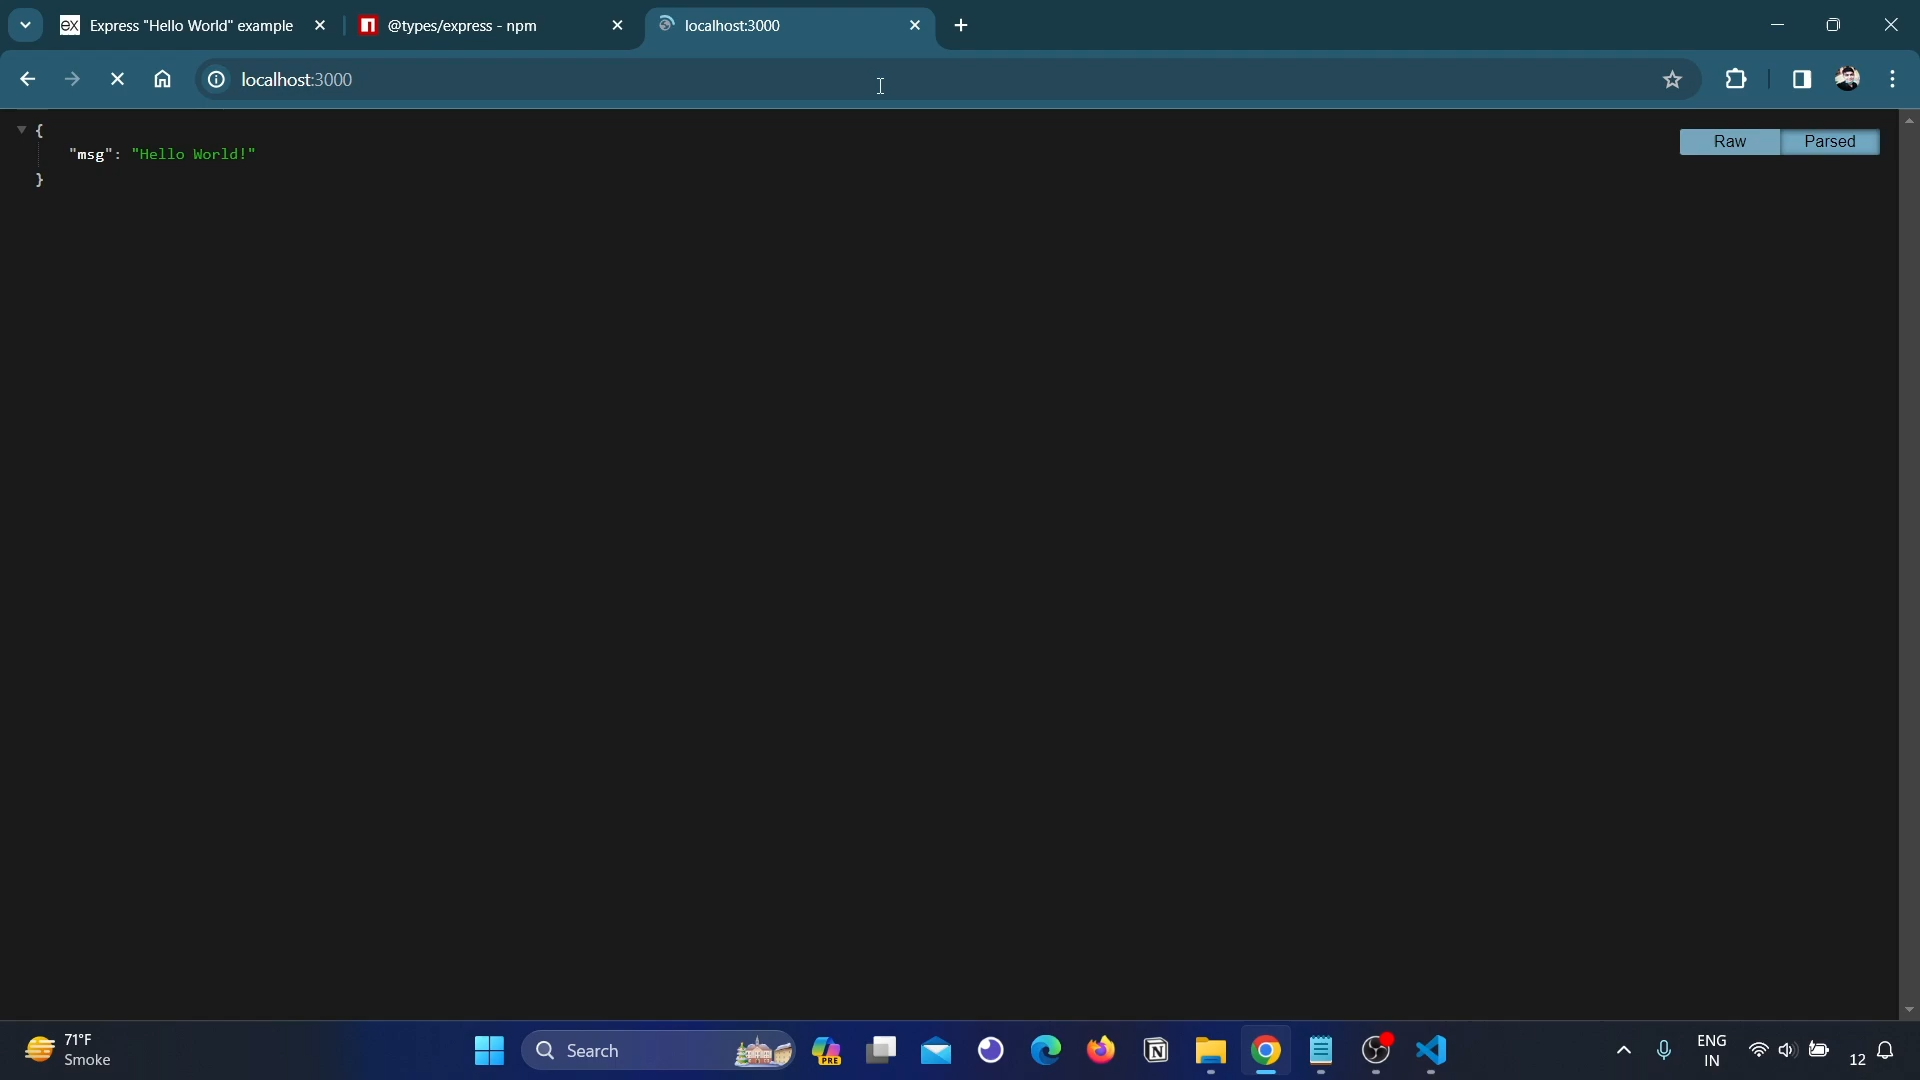 Express "Hello World" example
@types/express - npm
localhost:3000
localhost:3000
{
"msg": "Hello World!"
}
Raw
Parsed
71°F
Smoke
Search
PRE
ENG
IN
12